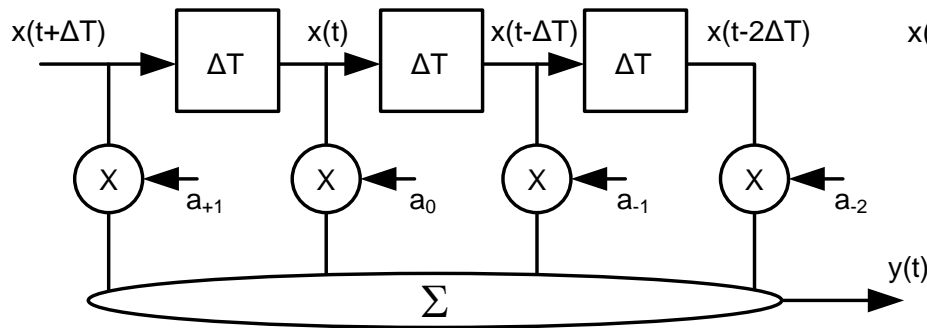 x(t+ΔT) x(t) x(t-ΔT) x(t-2ΔT)
ΔT ΔT ΔT
X X X X
a+1 a0 a-1 a-2
y(t)
Σ